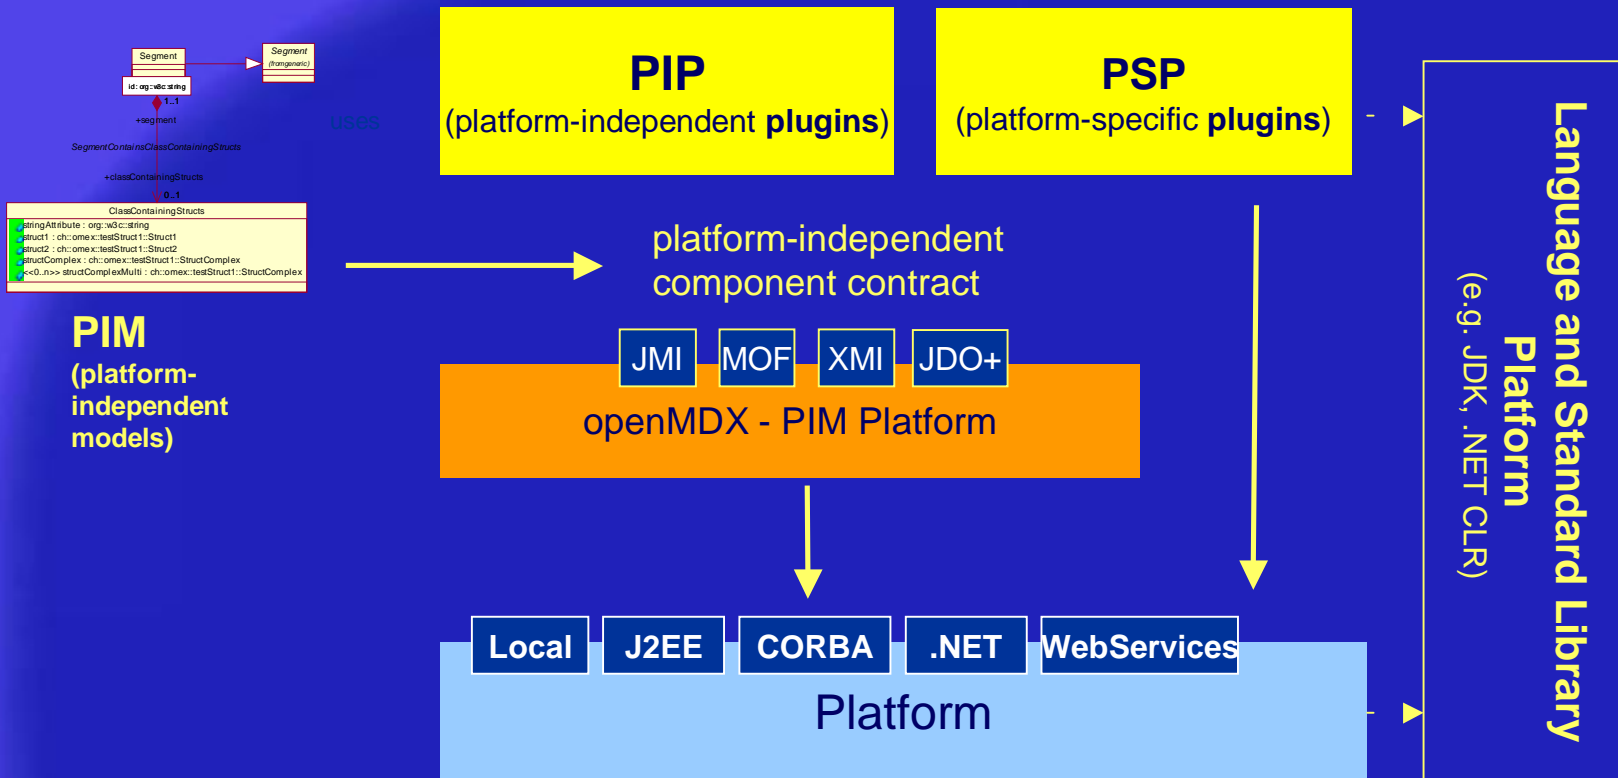 Segment
id: org::w3c::string
Segment
(fromgeneric)
1..1
+segment
SegmentContainsClassContainingStructs
+classContainingStructs
0..1
ClassContainingStructs
stringAttribute : org::w3c::string
struct1 : ch::omex::testStruct1::Struct1
struct2 : ch::omex::testStruct1::Struct2
structComplex : ch::omex::testStruct1::StructComplex
<<0..n>> structComplexMulti : ch::omex::testStruct1::StructComplex
PIM
(platform-
independent
models)
uses
PIP
(platform-independent plugins)
PSP
(platform-specific plugins)
platform-independent
component contract
JMI
MOF
XMI
JDO+
openMDX - PIM Platform
Local
J2EE
CORBA
.NET
WebServices
Platform
Language and Standard Library
Platform
(e.g. JDK, .NET CLR)